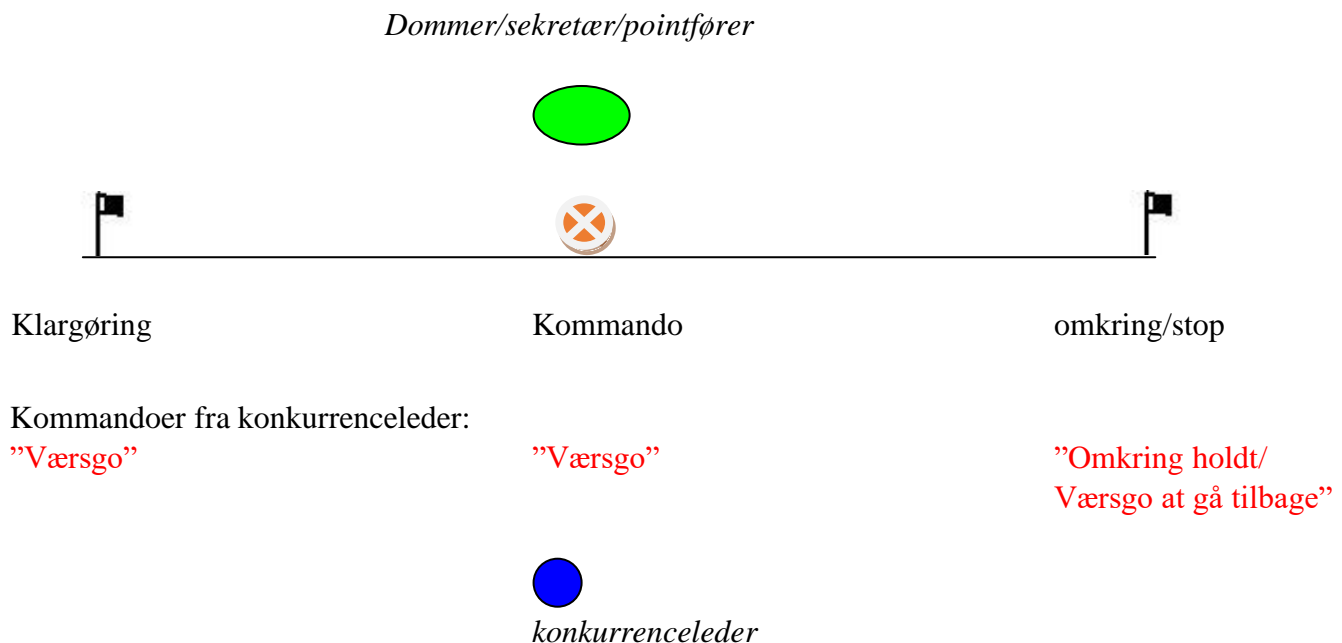 Dommer/sekretær/pointfører
Klargøring Kommando omkring/stop
Kommandoer fra konkurrenceleder:
”Værsgo” ”Værsgo” ”Omkring holdt/
Værsgo at gå tilbage”
konkurrenceleder